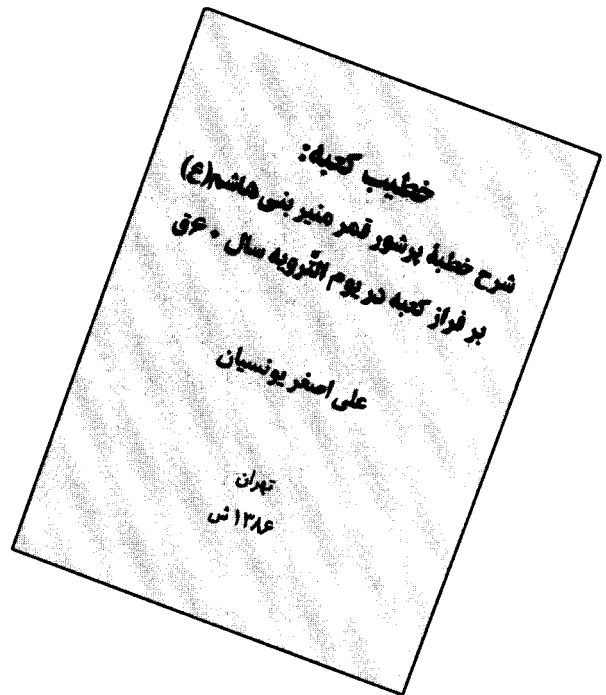 خطیب کعبه:
شرح خطبهٔ پرشور قمر منیر بنی‌هاشم(ع)
بر فراز کعبه در یوم التّرویه سال ۶۰ق
علی اصغر یونسیان
تهران
۱۳۸۶ ش